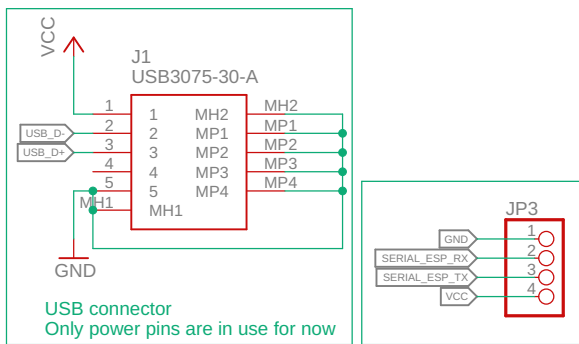 VCC
J1
USB3075-30-A
1 1 MH2 MH2
USB_D- 2 2 MP1 MP1
USB_D+ 3 3 MP2 MP2
4 4 MP3 MP3
5 5 MP4 MP4
MH1 MH1
GND
USB connector
Only power pins are in use for now
JP3
GND 1
SERIAL_ESP_RX 2
SERIAL_ESP_TX 3
VCC 4